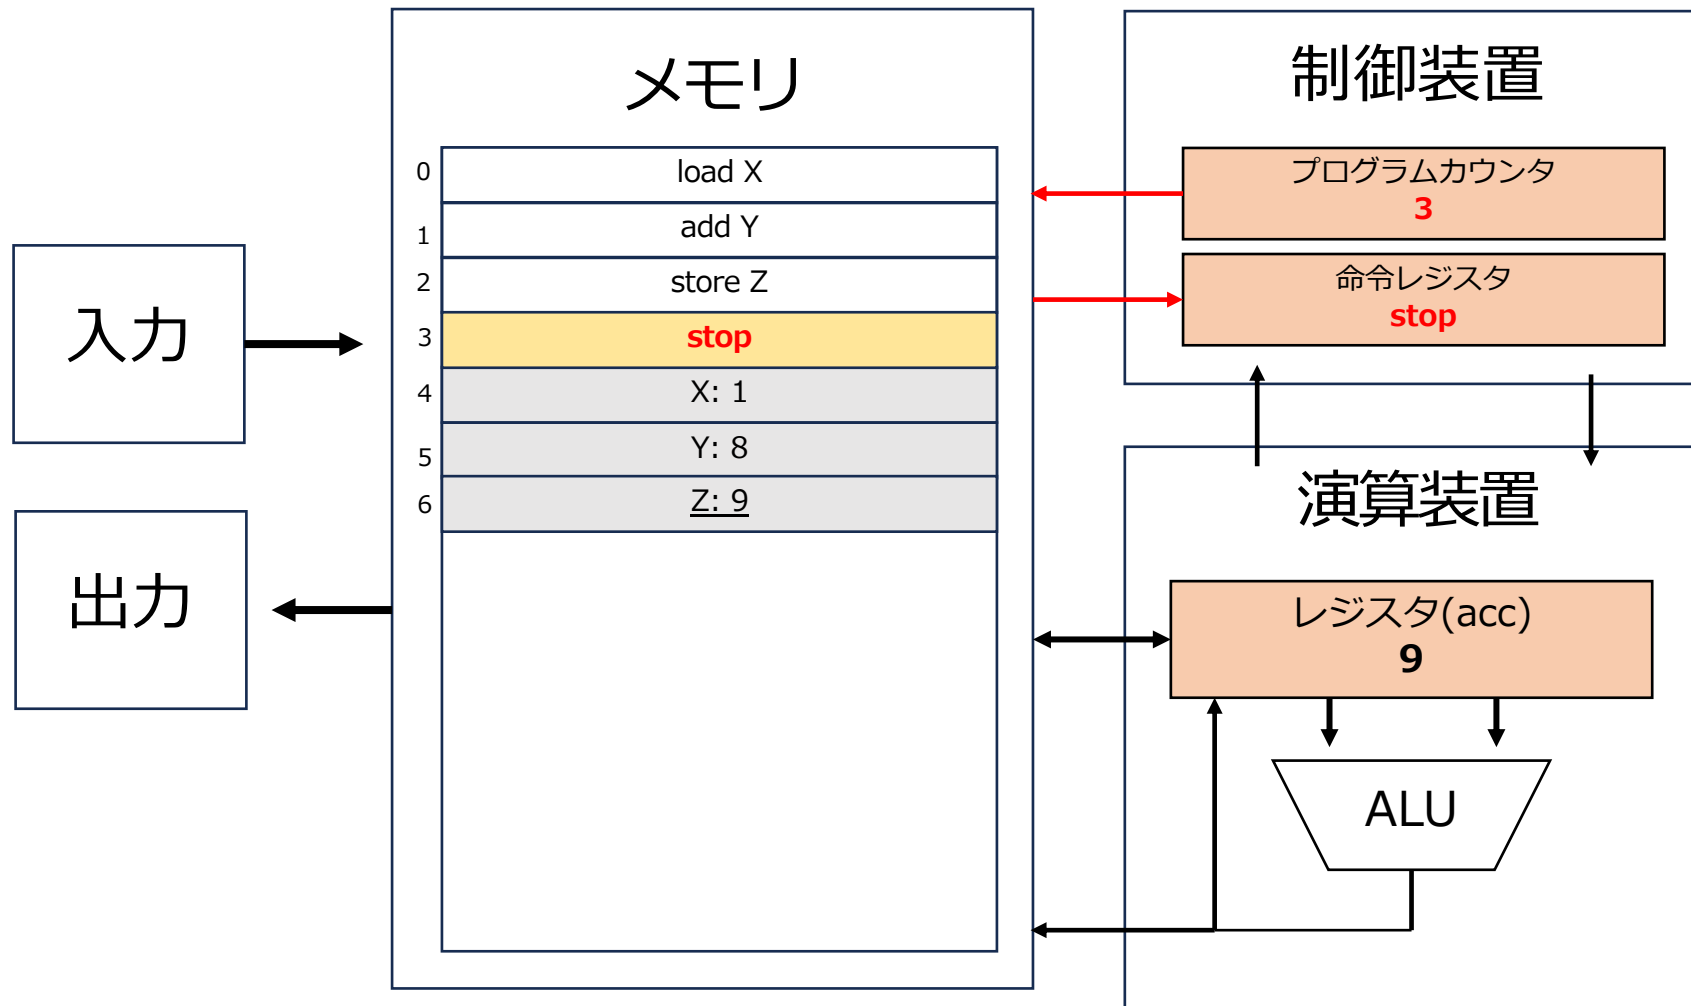 入力
出力
メモリ
0 load X
1 add Y
2 store Z
3 stop
4 X: 1
5 Y: 8
6 Z: 9
制御装置
プログラムカウンタ
3
命令レジスタ
stop
演算装置
レジスタ(acc)
9
ALU